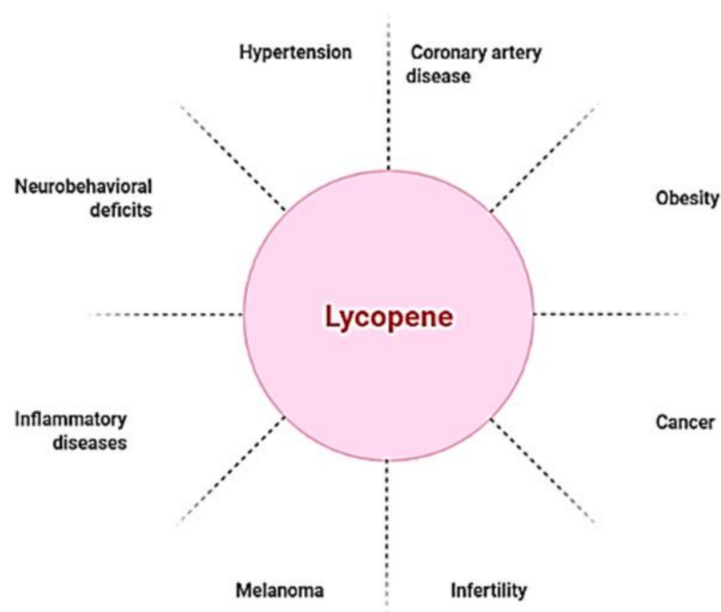 Hypertension
Coronary artery
disease
Neurobehavioral
deficits
Obesity
Lycopene
Inflammatory
diseases
Cancer
Melanoma
Infertility